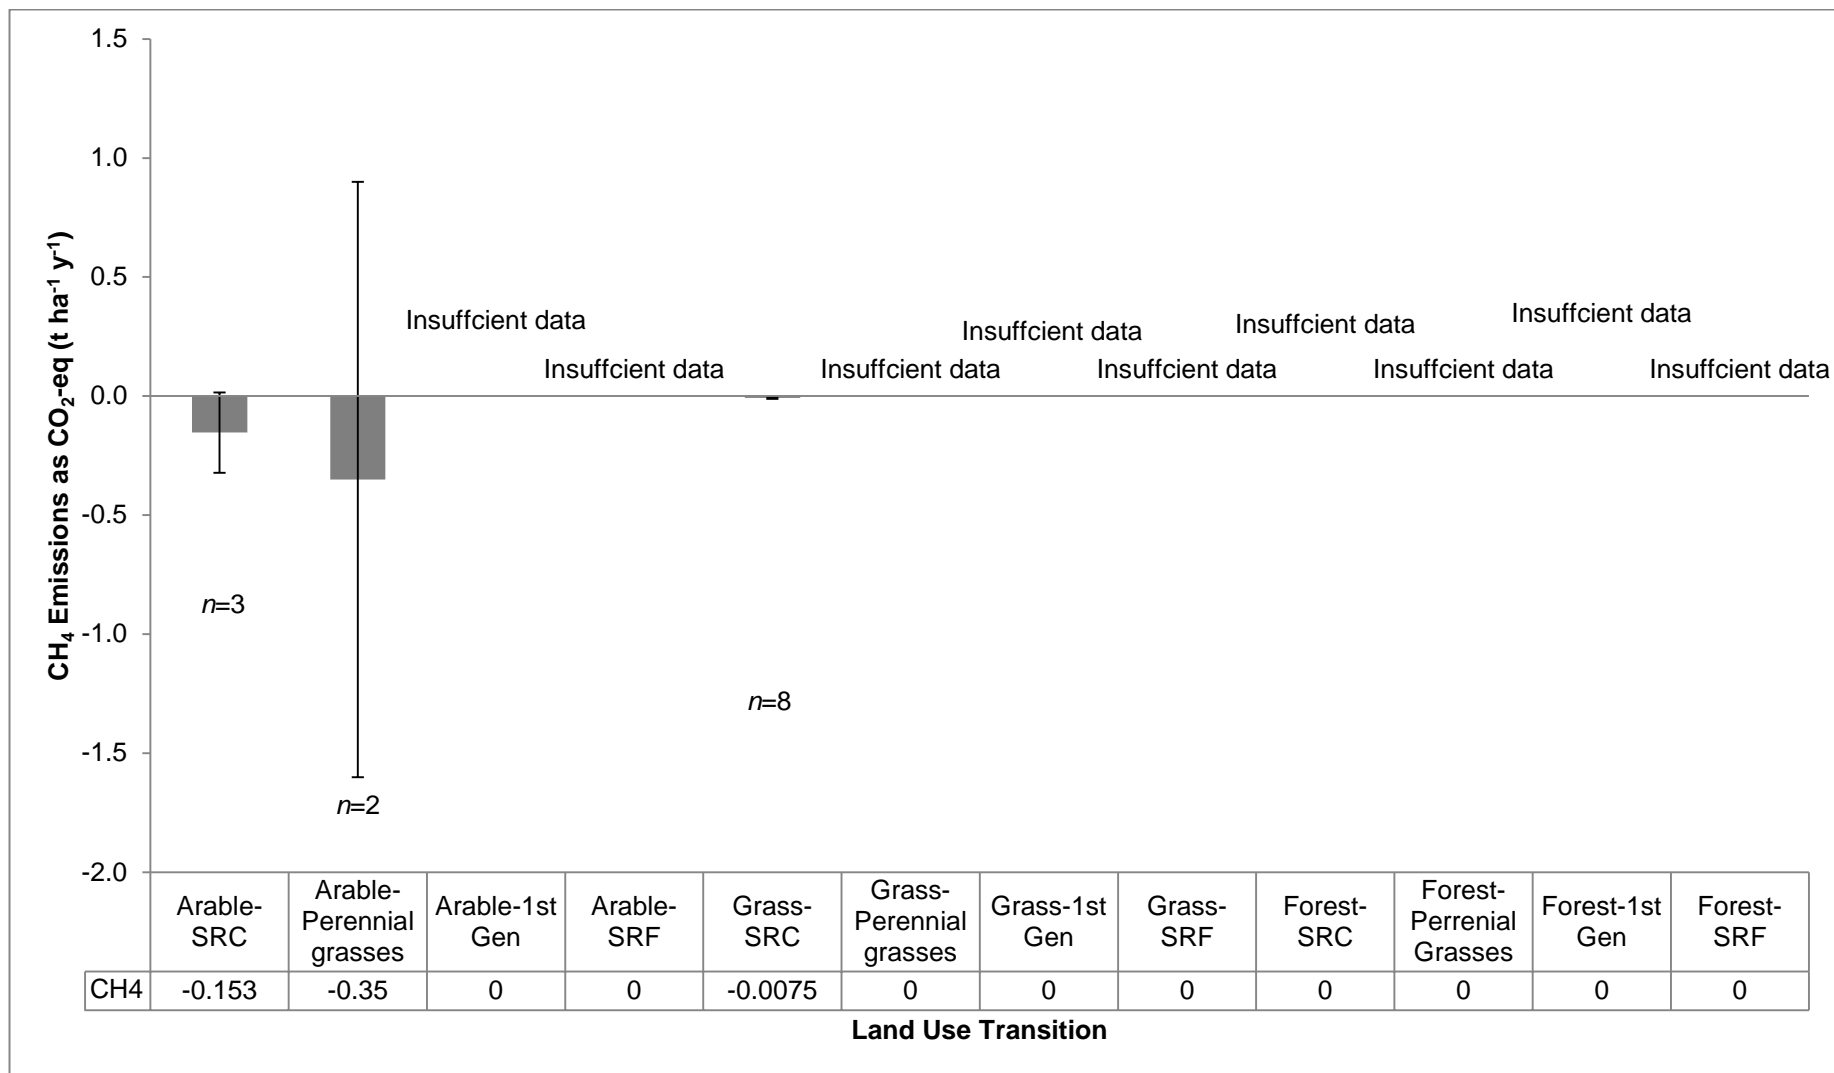 1.5
1.0
0.5
0.0
-0.5
-1.0
-1.5
-2.0
CH₄ Emissions as CO₂-eq (t ha⁻¹ y⁻¹)
Insuffcient data
Insuffcient data
Insuffcient data
Insuffcient data
Insuffcient data
Insuffcient data
Insuffcient data
Insuffcient data
Insuffcient data
n=3
n=2
n=8
Arable-
SRC
Arable-
Perennial
grasses
Arable-1st
Gen
Arable-
SRF
Grass-
SRC
Grass-
Perennial
grasses
Grass-1st
Gen
Grass-
SRF
Forest-
SRC
Forest-
Perrenial
Grasses
Forest-1st
Gen
Forest-
SRF
CH4 -0.153 -0.35 0 0 -0.0075 0 0 0 0 0 0 0
Land Use Transition